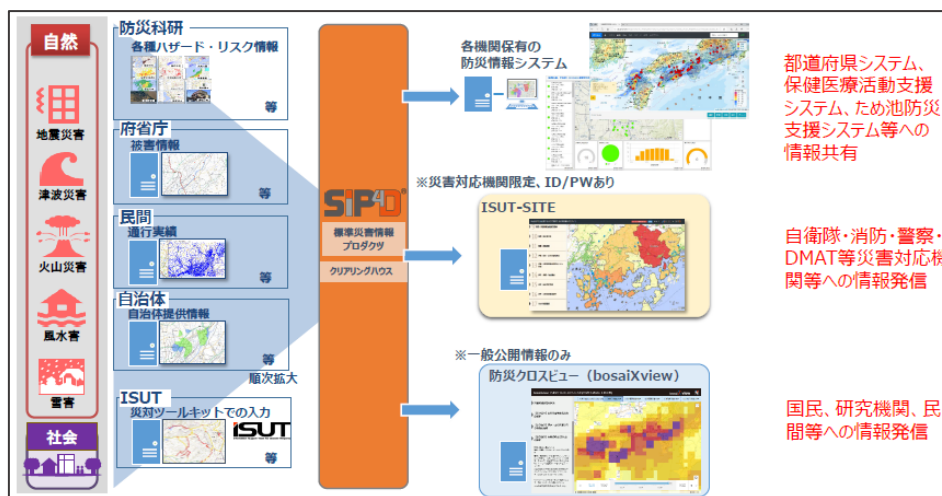 自然
地震災害
津波災害
火山災害
風水害
雪害
社会
防災科研
各種ハザード・リスク情報
等
府省庁
被害情報
等
民間
通行実績
等
自治体
自治体提供情報
等
順次拡大
ISUT
災対ツールキットでの入力
ISUT
等
SIP4D®
標準災害情報
プロダクツ
クリアリングハウス
各機関保有の
防災情報システム
都道府県システム、
保健医療活動支援
システム、ため池防災
支援システム等への
情報共有
※災害対応機関限定、ID/PWあり
ISUT-SITE
自衛隊・消防・警察・
DMAT等災害対応機
関等への情報発信
※一般公開情報のみ
防災クロスビュー（bosaiXview）
国民、研究機関、民
間等への情報発信